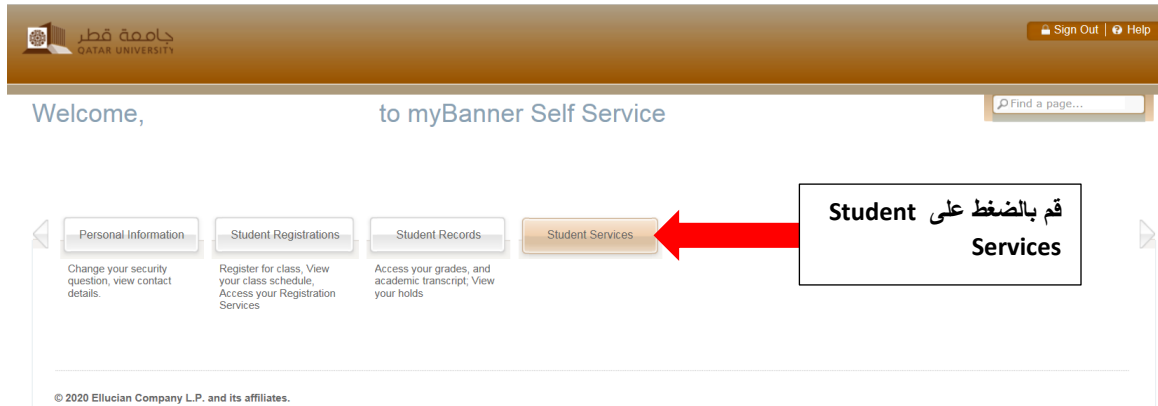 جامعة قطر
QATAR UNIVERSITY
Sign Out | Help
Welcome, to myBanner Self Service
Find a page...
قم بالضغط على Student
Services
Personal Information
Student Registrations
Student Records
Student Services
Change your security
question, view contact
details.
Register for class, View
your class schedule,
Access your Registration
Services
Access your grades, and
academic transcript; View
your holds
© 2020 Ellucian Company L.P. and its affiliates.